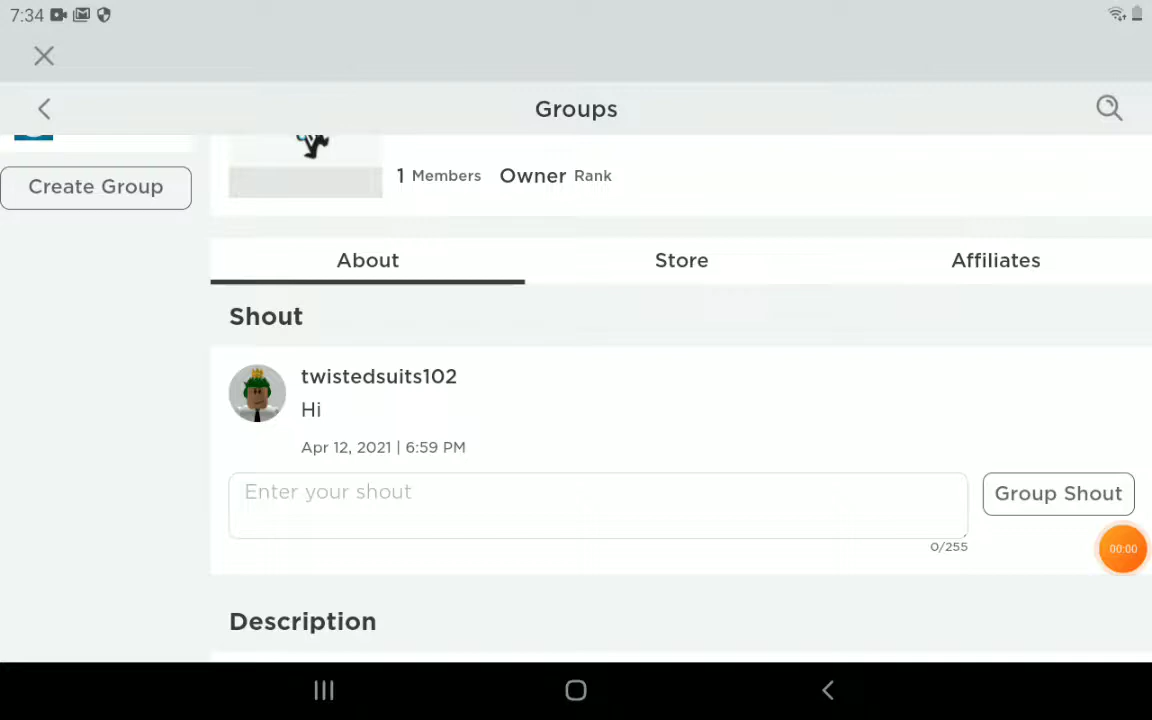 7:34
Groups
Create Group
1 Members Owner Rank
About Store Affiliates
Shout
twistedsuits102
Hi
Apr 12, 2021 | 6:59 PM
Enter your shout
Group Shout
0/255
00:00
Description